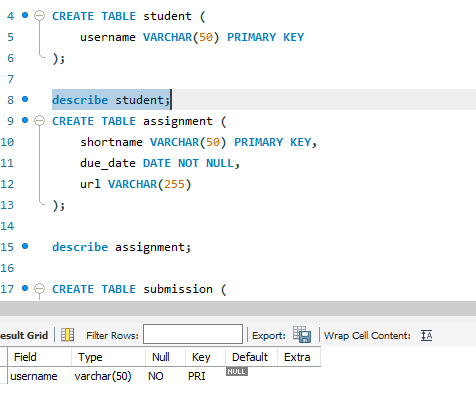 4 CREATE TABLE student (
5 username VARCHAR(50) PRIMARY KEY
6 );
7
8 describe student;
9 CREATE TABLE assignment (
10 shortname VARCHAR(50) PRIMARY KEY,
11 due_date DATE NOT NULL,
12 url VARCHAR(255)
13 );
14
15 describe assignment;
16
17 CREATE TABLE submission (
esult Grid Filter Rows: Export: Wrap Cell Content:
Field Type Null Key Default Extra
username varchar(50) NO PRI NULL